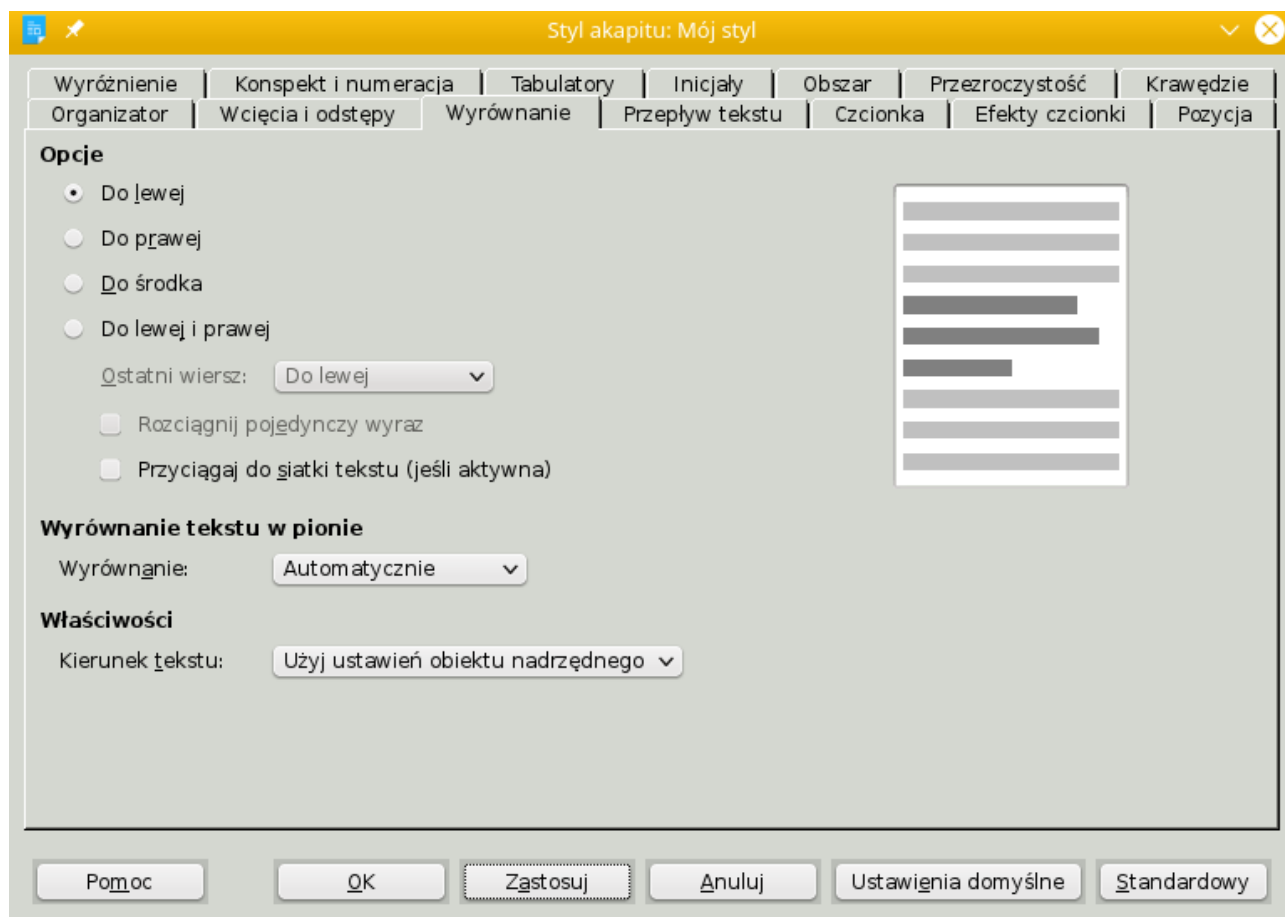 Styl akapitu: Mój styl
Wyróżnienie Konspekt i numeracja Tabulatory Inicjały Obszar Przezroczystość Krawędzie
Organizator Wcięcia i odstępy Wyrównanie Przepływ tekstu Czcionka Efekty czcionki Pozycja
Opcje
Do lewej
Do prawej
Do środka
Do lewej i prawej
Ostatni wiersz: Do lewej
Rozciągnij pojedynczy wyraz
Przyciągaj do siatki tekstu (jeśli aktywna)
Wyrównanie tekstu w pionie
Wyrównanie: Automatycznie
Właściwości
Kierunek tekstu: Użyj ustawień obiektu nadrzędnego
Pomoc OK Zastosuj Anuluj Ustawienia domyślne Standardowy